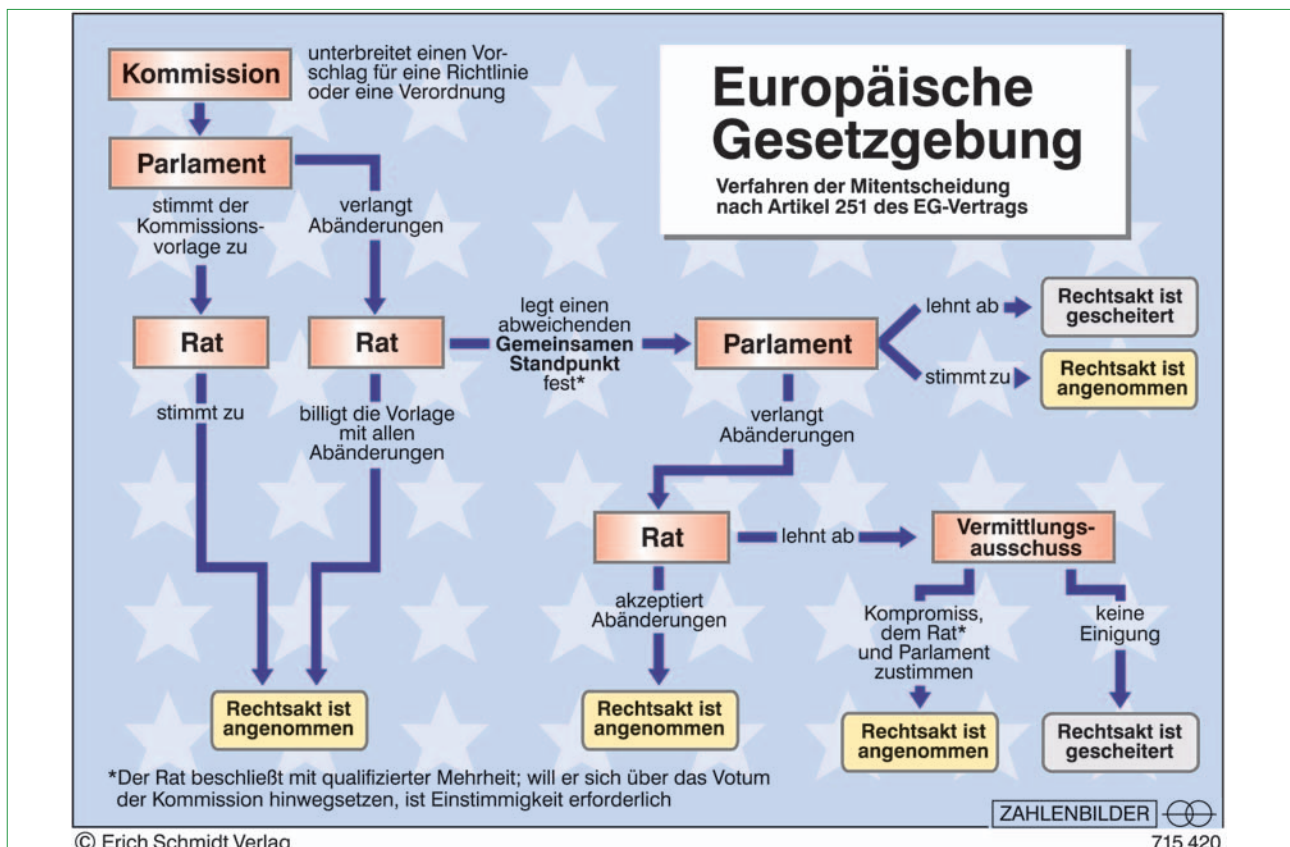 Kommission
unterbreitet einen Vor-
schlag für eine Richtlinie
oder eine Verordnung
Europäische
Gesetzgebung
Verfahren der Mitentscheidung
nach Artikel 251 des EG-Vertrags
Parlament
stimmt der
Kommissions-
vorlage zu
verlangt
Abänderungen
Rat
Rat
legt einen
abweichenden
Gemeinsamen
Standpunkt
fest*
Parlament
lehnt ab
Rechtsakt ist
gescheitert
stimmt zu
Rechtsakt ist
angenommen
stimmt zu
billigt die Vorlage
mit allen
Abänderungen
verlangt
Abänderungen
Rat
lehnt ab
Vermittlungs-
ausschuss
akzeptiert
Abänderungen
Kompromiss,
dem Rat*
und Parlament
zustimmen
keine
Einigung
Rechtsakt ist
angenommen
Rechtsakt ist
angenommen
Rechtsakt ist
angenommen
Rechtsakt ist
gescheitert
*Der Rat beschließt mit qualifizierter Mehrheit; will er sich über das Votum
der Kommission hinwegsetzen, ist Einstimmigkeit erforderlich
ZAHLENBILDER
© Erich Schmidt Verlag
715 420